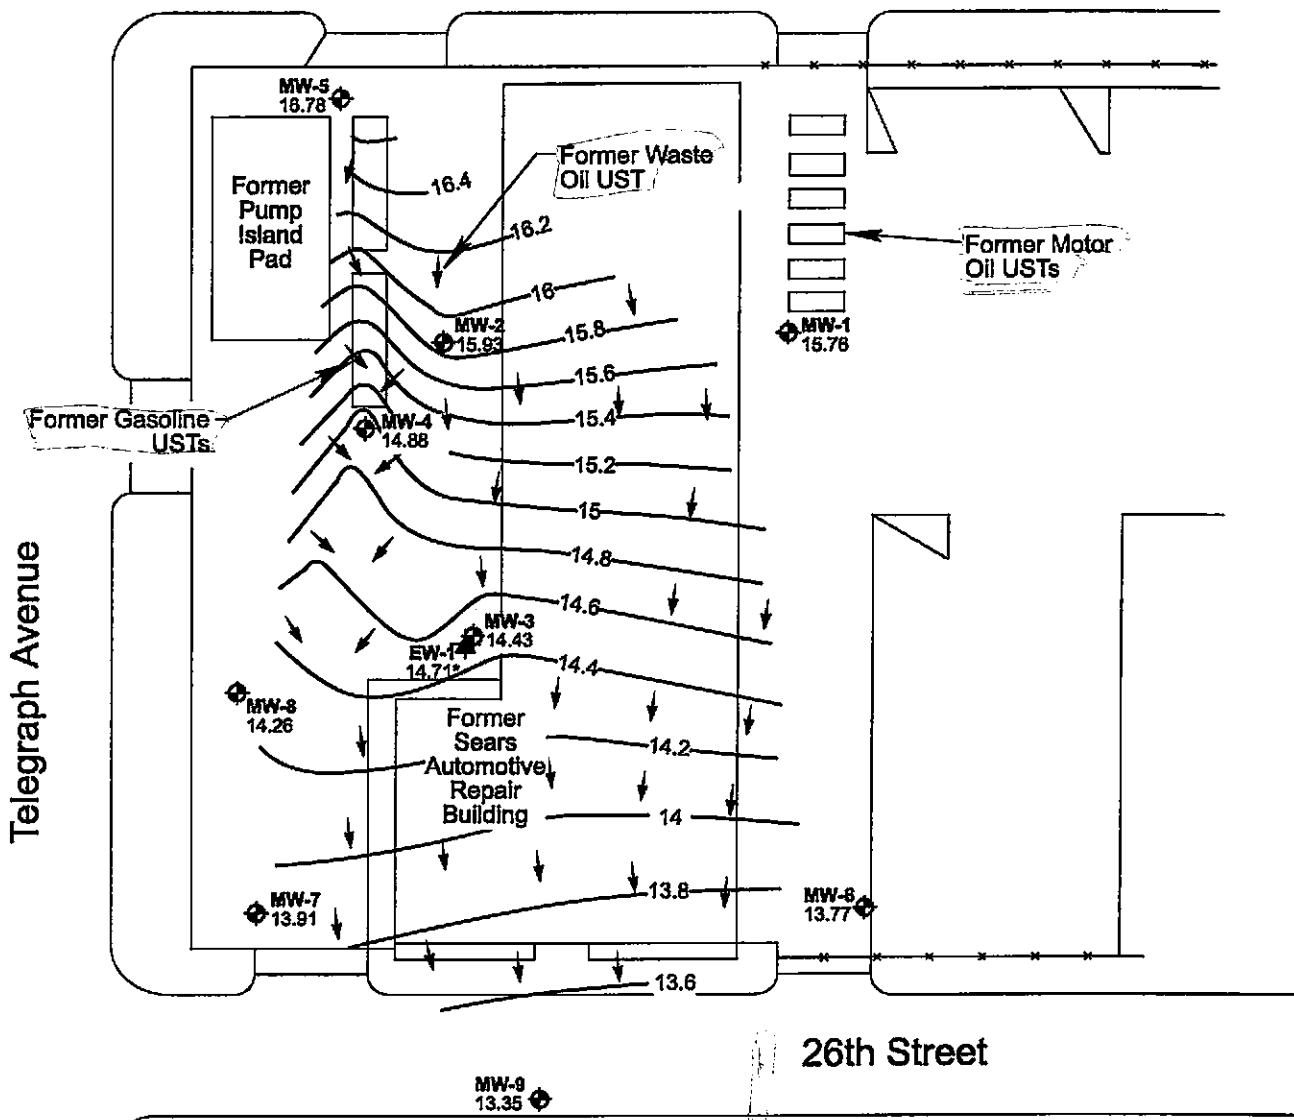 MW-5
16.78
Former Waste
Oil UST
Former
Pump
Island
Pad
16.4
16.2
Former Motor
Oil USTs
16
MW-2
15.93
15.8
MW-1
15.76
15.6
Former Gasoline
USTs
15.4
MW-4
14.88
15.2
15
14.8
14.6
MW-3
14.43
EW-1
14.71*
14.4
MW-8
14.26
Former
Sears
Automotive
Repair
Building
14.2
14
13.8
MW-7
13.91
MW-6
13.77
13.6
Telegraph Avenue
26th Street
MW-9
13.35